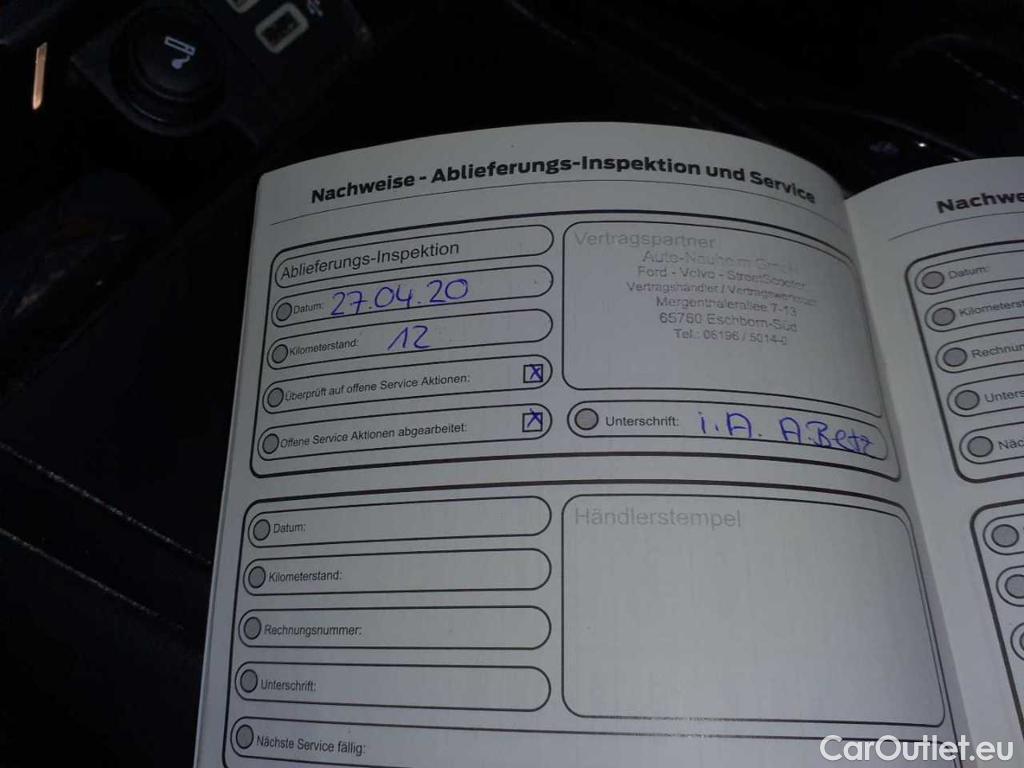 Nachweise - Ablieferungs-Inspektion und Service
Ablieferungs-Inspektion
Datum: 27.04.20
Kilometerstand: 12
Überprüft auf offene Service Aktionen: X
Offene Service Aktionen abgearbeitet: X
Vertragspartner
Auto-Nauheim GmbH
Ford - Volvo - StreetScooter
Vertragshändler / Vertragswerkstatt
Mergenthalerallee 7-13
65760 Eschborn-Süd
Tel.: 06196 / 5014-0
Unterschrift: i.A. A.Betz
Datum:
Kilometerstand:
Rechnungsnummer:
Unterschrift:
Nächste Service fällig:
Händlerstempel
Nachwe
Datum:
Kilometerst
Rechnun
Unters
Näc
CarOutlet.eu